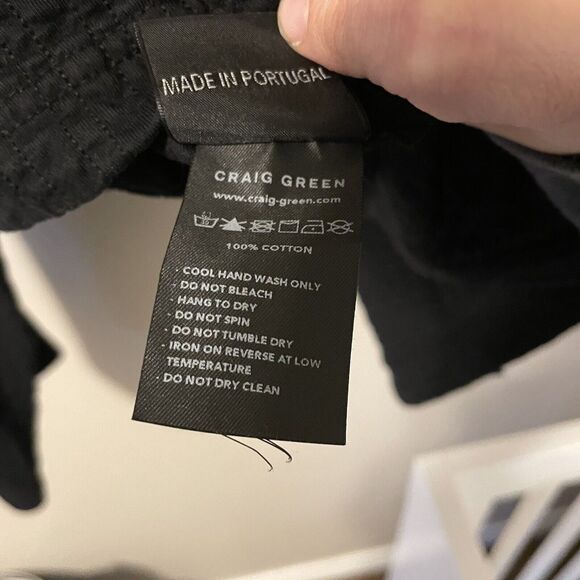 MADE IN PORTUGAL
CRAIG GREEN
www.craig-green.com
100% COTTON
· COOL HAND WASH ONLY
· DO NOT BLEACH
· HANG TO DRY
· DO NOT SPIN
· DO NOT TUMBLE DRY
· IRON ON REVERSE AT LOW
TEMPERATURE
· DO NOT DRY CLEAN